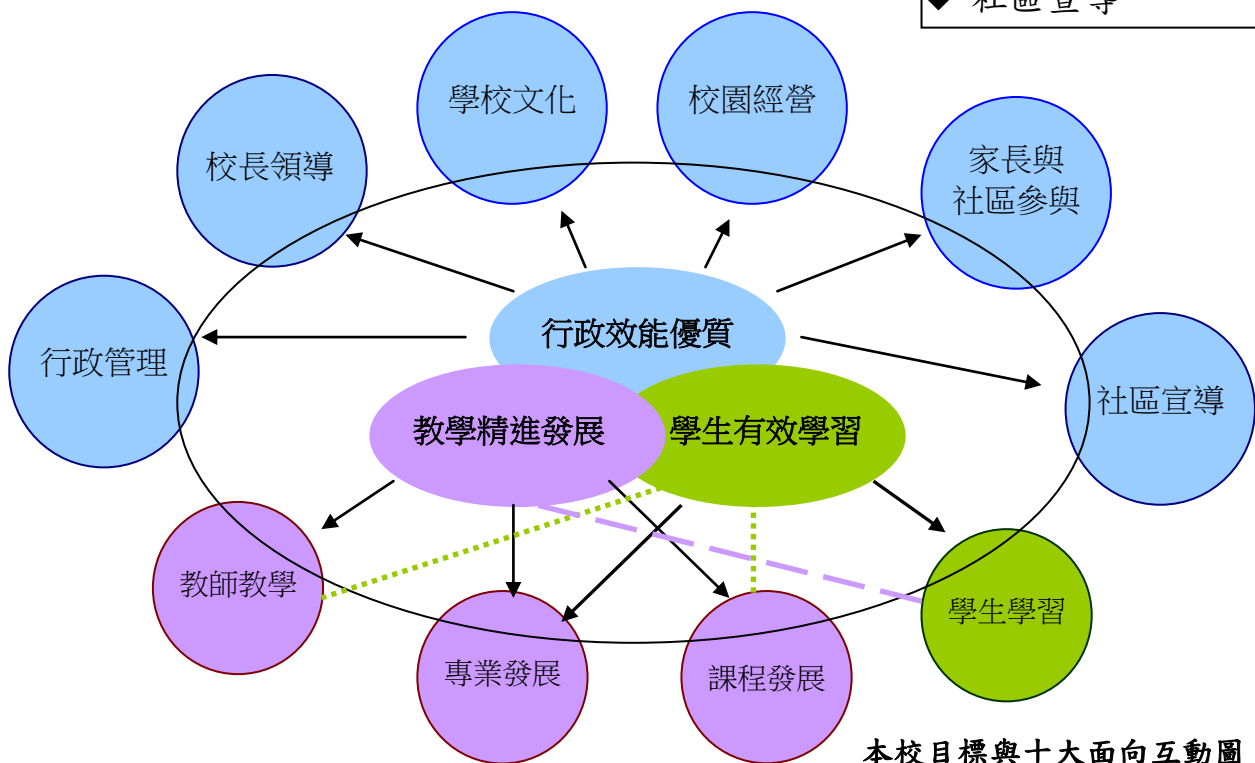 ◆ 社區宣導
學校文化
校園經營
校長領導
家長與
社區參與
行政效能優質
行政管理
社區宣導
教學精進發展
學生有效學習
教師教學
學生學習
專業發展
課程發展
本校目標與十大面向互動圖